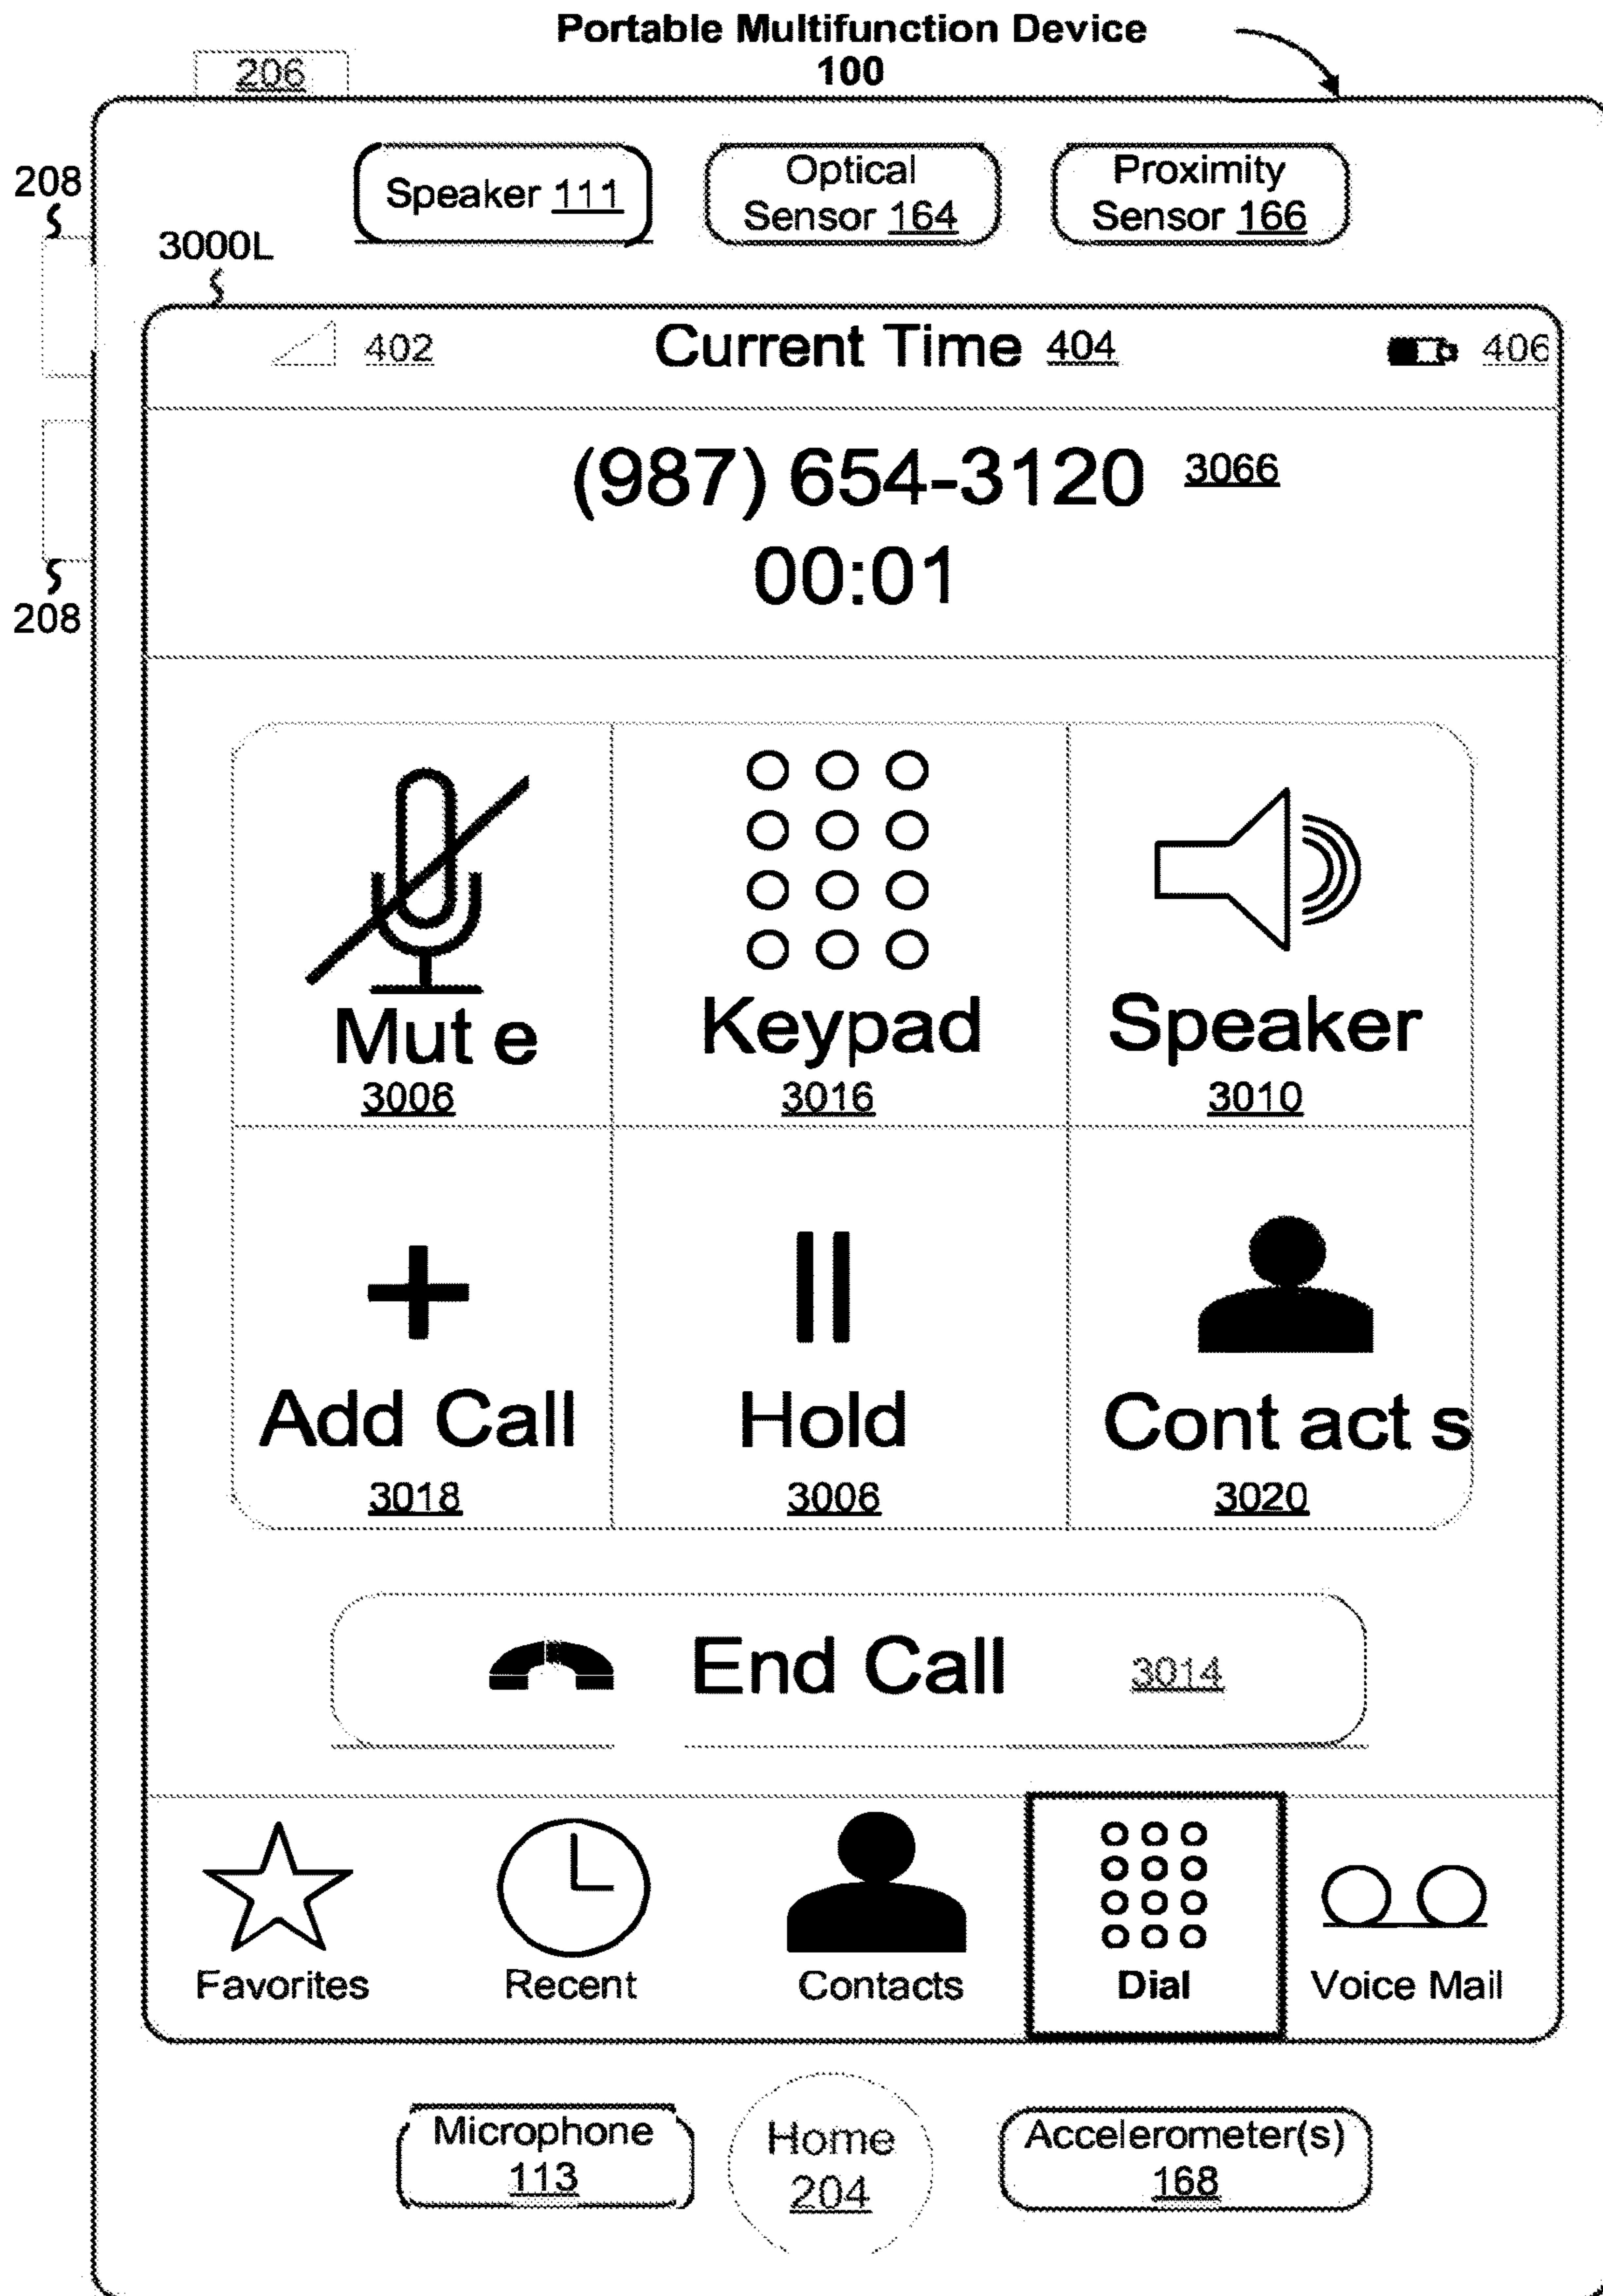 Portable Multifunction Device
100
206
208
3000L
Speaker 111
Optical
Sensor 164
Proximity
Sensor 166
402
Current Time 404
406
(987) 654-3120 3066
00:01
208
Mut e
3006
Keypad
3016
Speaker
3010
Add Call
3018
Hold
3006
Cont act s
3020
End Call 3014
Favorites
Recent
Contacts
Dial
Voice Mail
Microphone
113
Home
204
Accelerometer(s)
168